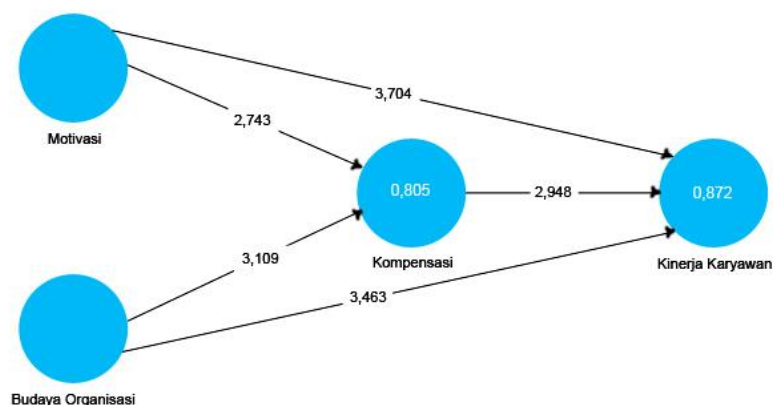 3,704
Motivasi
2,743
0,805
2,948
0,872
3,109
Kompensasi
Kinerja Karyawan
3,463
Budaya Organisasi